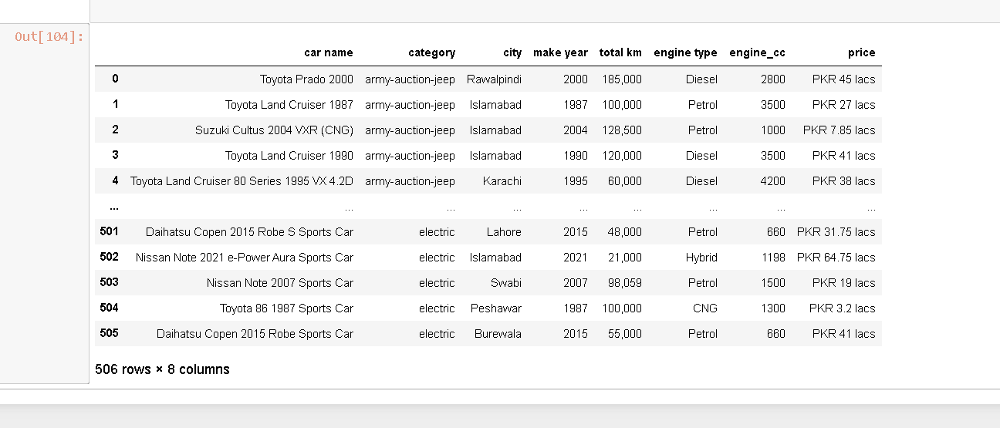 Out[104]:
car name category city make year total km engine type engine_cc price
0 Toyota Prado 2000 army-auction-jeep Rawalpindi 2000 185,000 Diesel 2800 PKR 45 lacs
1 Toyota Land Cruiser 1987 army-auction-jeep Islamabad 1987 100,000 Petrol 3500 PKR 27 lacs
2 Suzuki Cultus 2004 VXR (CNG) army-auction-jeep Islamabad 2004 128,500 Petrol 1000 PKR 7.85 lacs
3 Toyota Land Cruiser 1990 army-auction-jeep Islamabad 1990 120,000 Diesel 3500 PKR 41 lacs
4 Toyota Land Cruiser 80 Series 1995 VX 4.2D army-auction-jeep Karachi 1995 60,000 Diesel 4200 PKR 38 lacs
... ... ... ... ... ... ... ... ...
501 Daihatsu Copen 2015 Robe S Sports Car electric Lahore 2015 48,000 Petrol 660 PKR 31.75 lacs
502 Nissan Note 2021 e-Power Aura Sports Car electric Islamabad 2021 21,000 Hybrid 1198 PKR 64.75 lacs
503 Nissan Note 2007 Sports Car electric Swabi 2007 98,059 Petrol 1500 PKR 19 lacs
504 Toyota 86 1987 Sports Car electric Peshawar 1987 100,000 CNG 1300 PKR 3.2 lacs
505 Daihatsu Copen 2015 Robe Sports Car electric Burewala 2015 55,000 Petrol 660 PKR 41 lacs
506 rows × 8 columns